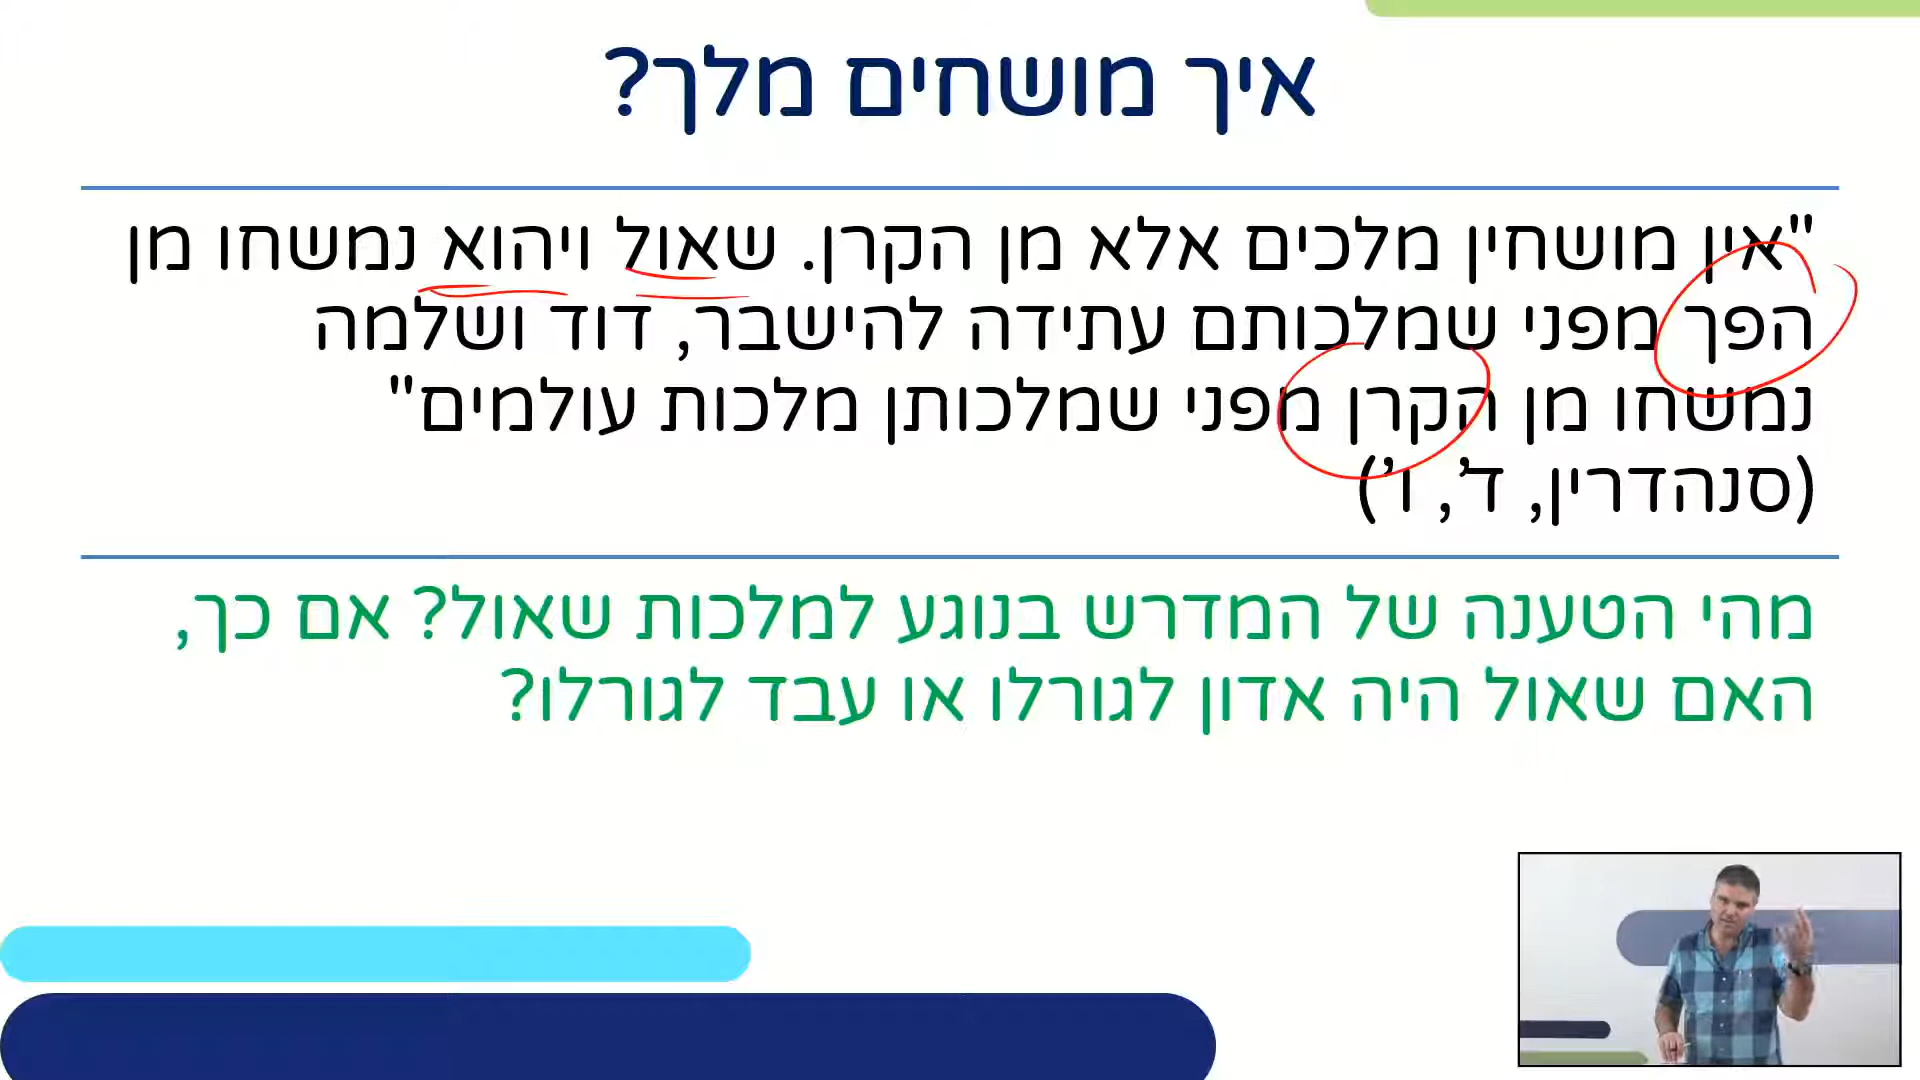 איך מושחים מלך?
"אין מושחין מלכים אלא מן הקרן. שאול ויהוא נמשחו מן
הפך מפני שמלכותם עתידה להישבר, דוד ושלמה
נמשחו מן הקרן מפני שמלכותן מלכות עולמים"
(סנהדרין, ד', ו')
מהי הטענה של המדרש בנוגע למלכות שאול? אם כך,
האם שאול היה אדון לגורלו או עבד לגורלו?